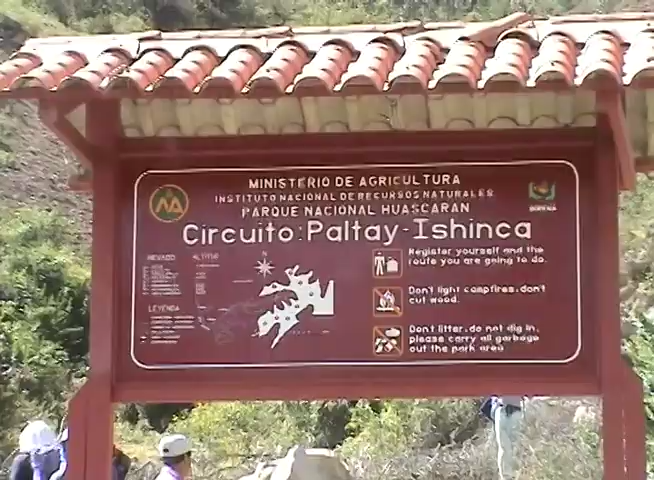 MINISTERIO DE AGRICULTURA
INSTITUTO NACIONAL DE RECURSOS NATURALES
PARQUE NACIONAL HUASCARAN
Circuito:Paltay-Ishinca
NEVADO ALTITUD
N
LEYENDA
Register yourself and the
route you are going to do.
Don't light campfires.don't
cut wood.
Don't litter.do not dig in.
please carry all garbage
out the park area